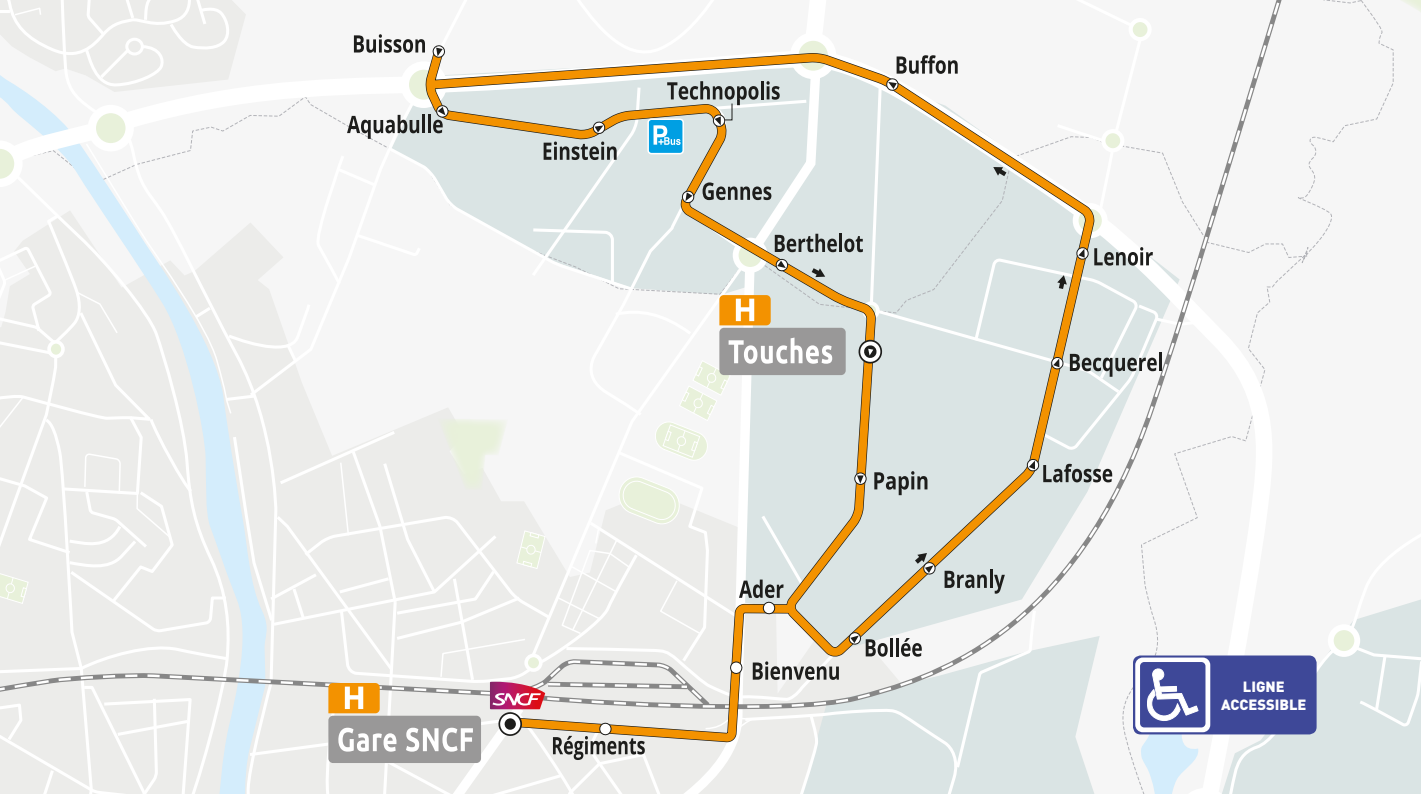 Buisson
Buffon
Technopolis
Aquabulle
P+Bus
Einstein
Gennes
Berthelot
Lenoir
H
Touches
Becquerel
Papin
Lafosse
Branly
Ader
Bollée
Bienvenu
H
SNCF
Gare SNCF
Régiments
LIGNE
ACCESSIBLE